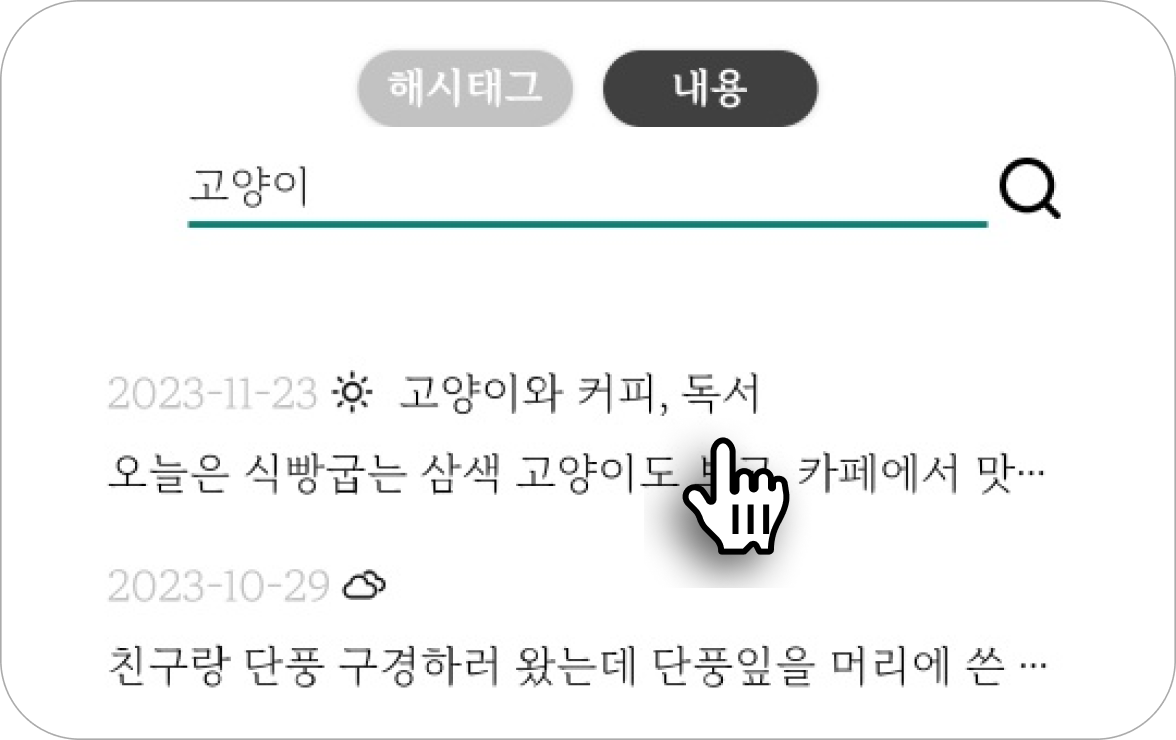 해시태그 내용
고양이
2023-11-23 고양이와 커피, 독서
오늘은 식빵굽는 삼색 고양이도 카페에서 맛…
2023-10-29
친구랑 단풍 구경하러 왔는데 단풍잎을 머리에 쓴 …